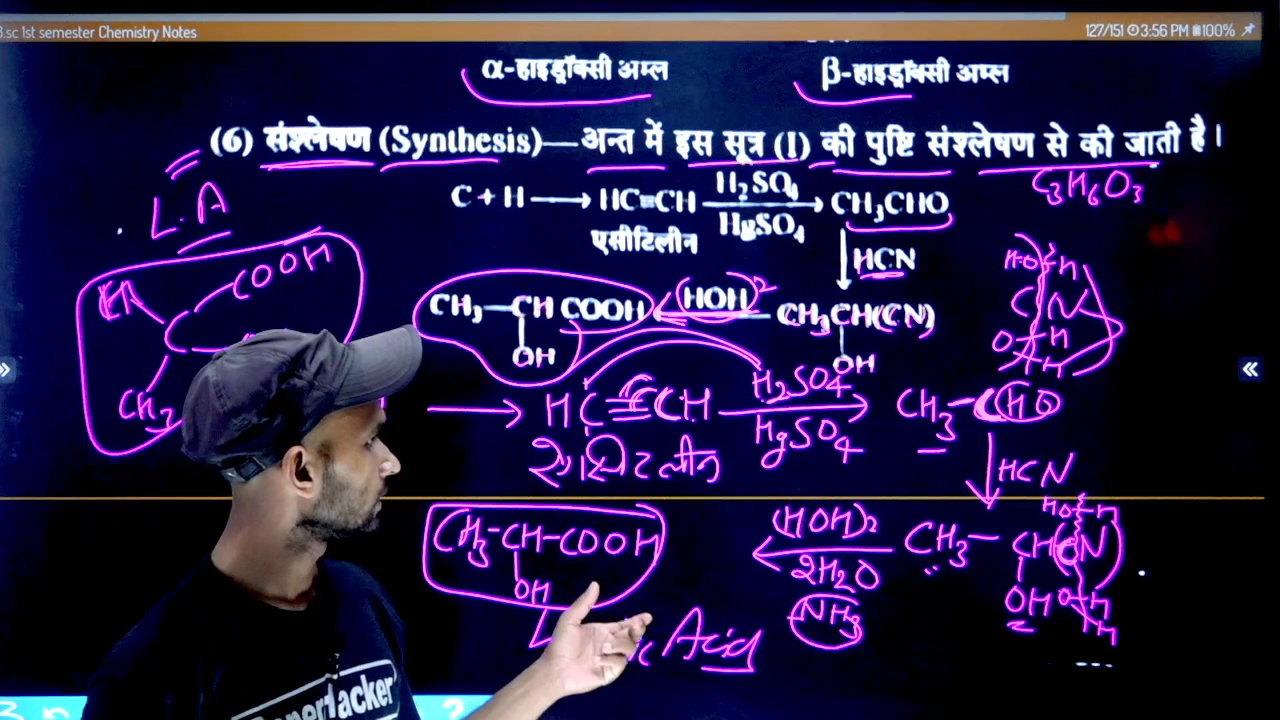 B.sc 1st semester Chemistry Notes
127/151 3:56 PM 100%
α-हाइड्रॉक्सी अम्ल β-हाइड्रॉक्सी अम्ल
(6) संश्लेषण (Synthesis)—अन्त में इस सूत्र (I) की पुष्टि संश्लेषण से की जाती है।
C₃H₆O₃
L.A
C + H ⟶ HC≡CH H₂SO₄ / HgSO₄ ⟶ CH₃CHO
एसीटिलीन
HCN
COOH
CH₃—CH COOH (HOH)₂ ⟵ CH₃CH(CN)
OH OH
CH₃
⟶ HC≡CH H₂SO₄ / HgSO₄ ⟶ CH₃-CHO
HCN
CH₃-CH-COOH (HOH)₂ ⟵ CH₃-CH CN
2H₂O
OH OH
NH₃
Acid